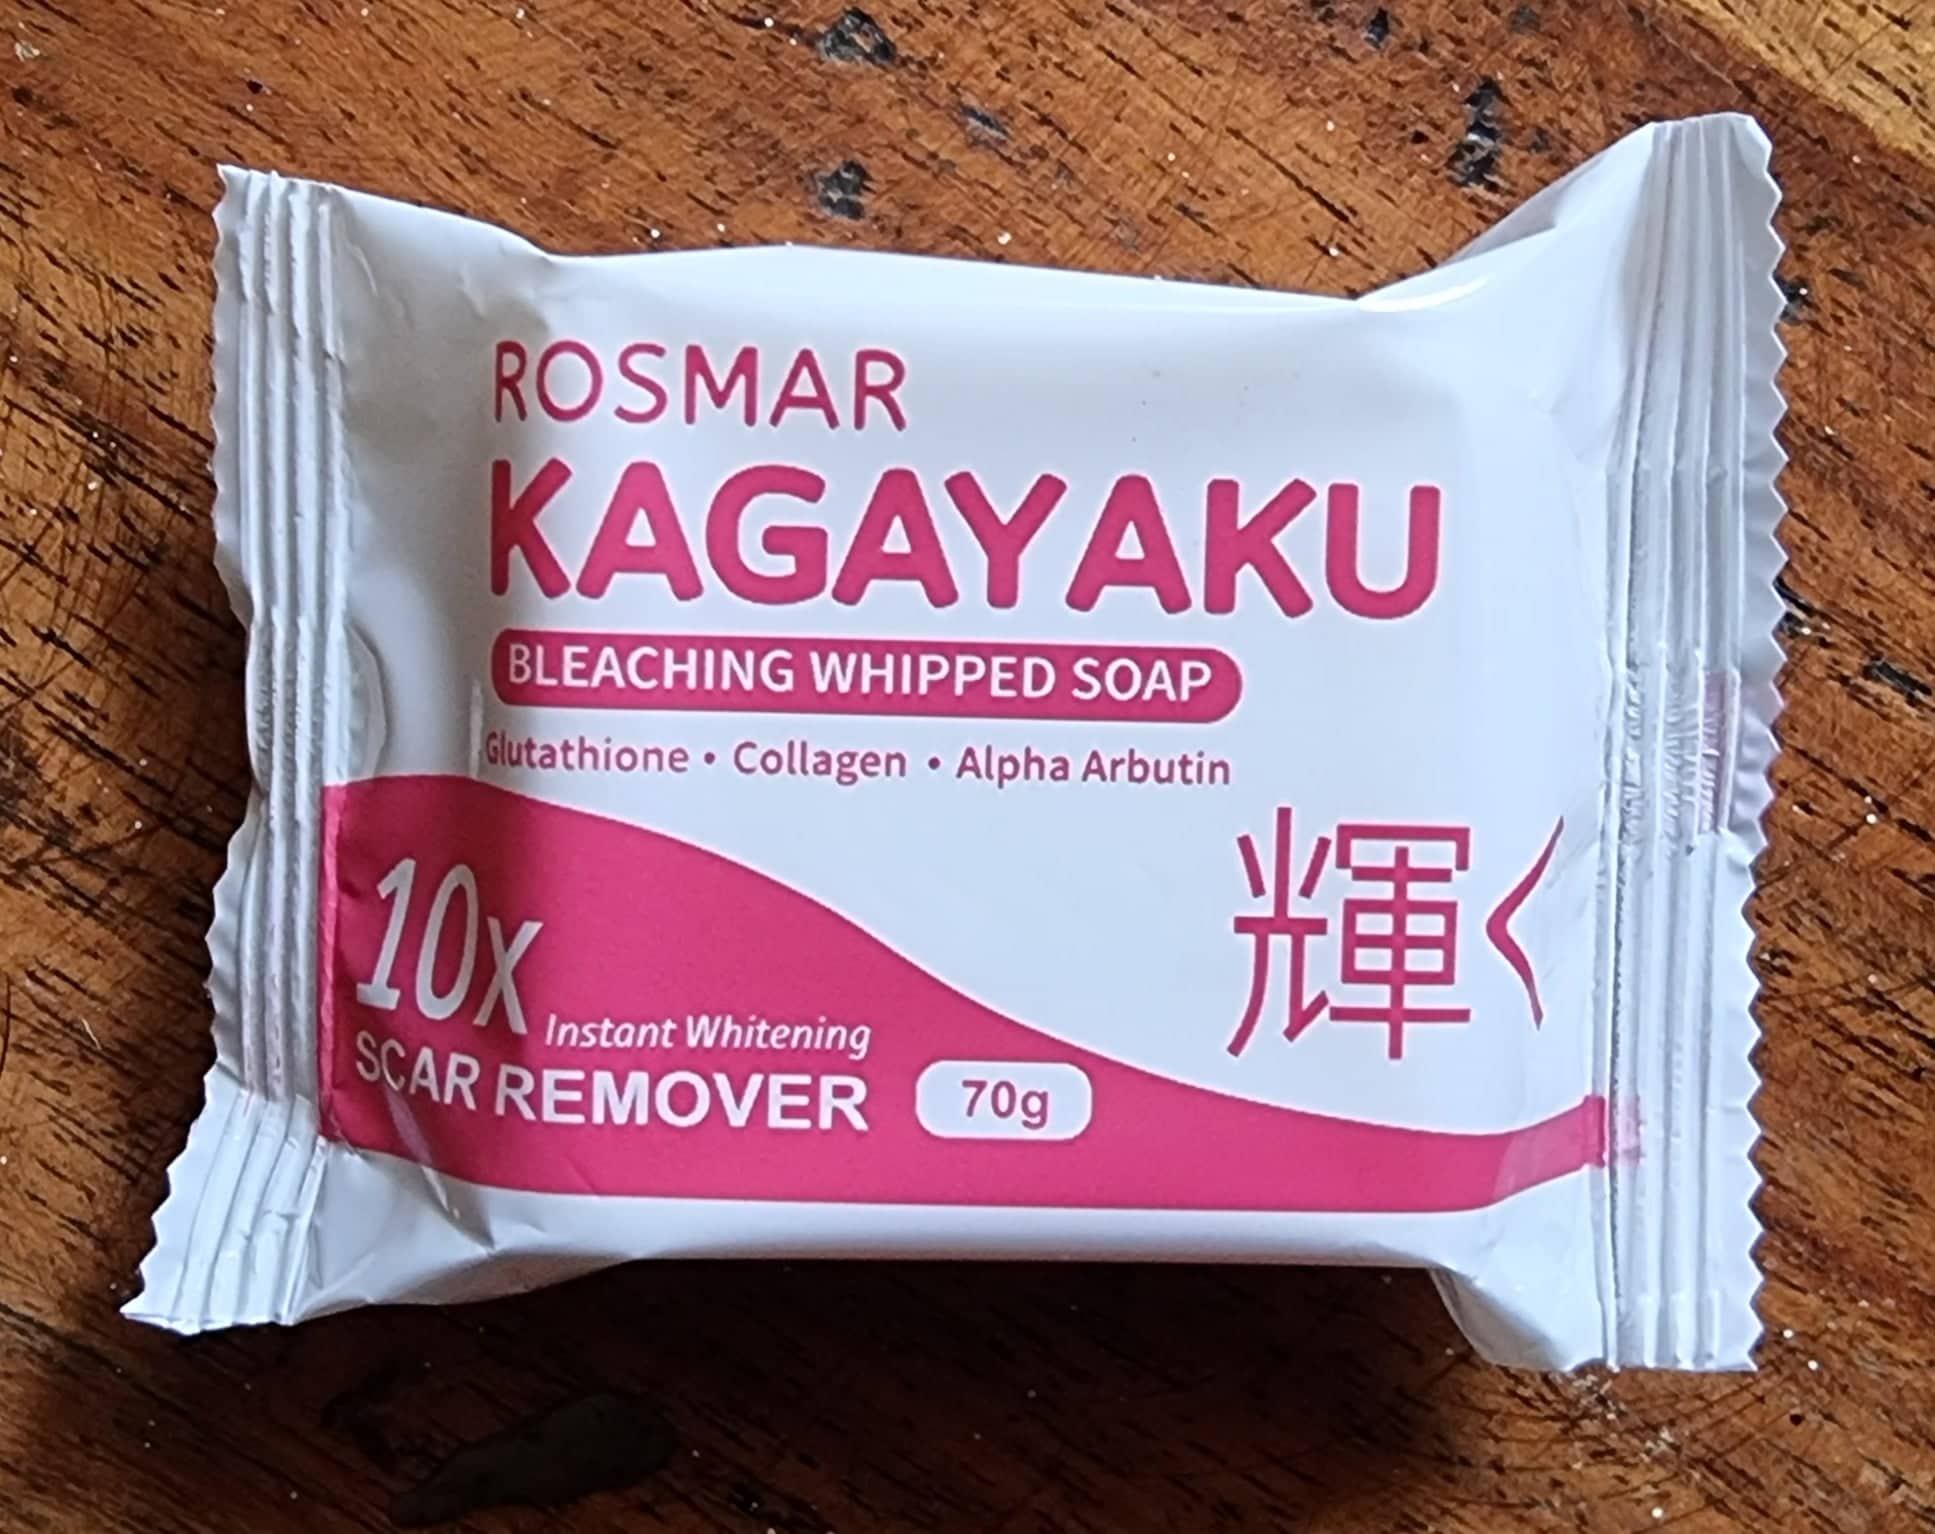 ROSMAR
KAGAYAKU
BLEACHING WHIPPED SOAP
Glutathione • Collagen • Alpha Arbutin
輝く
10x
Instant Whitening
SCAR REMOVER
70g